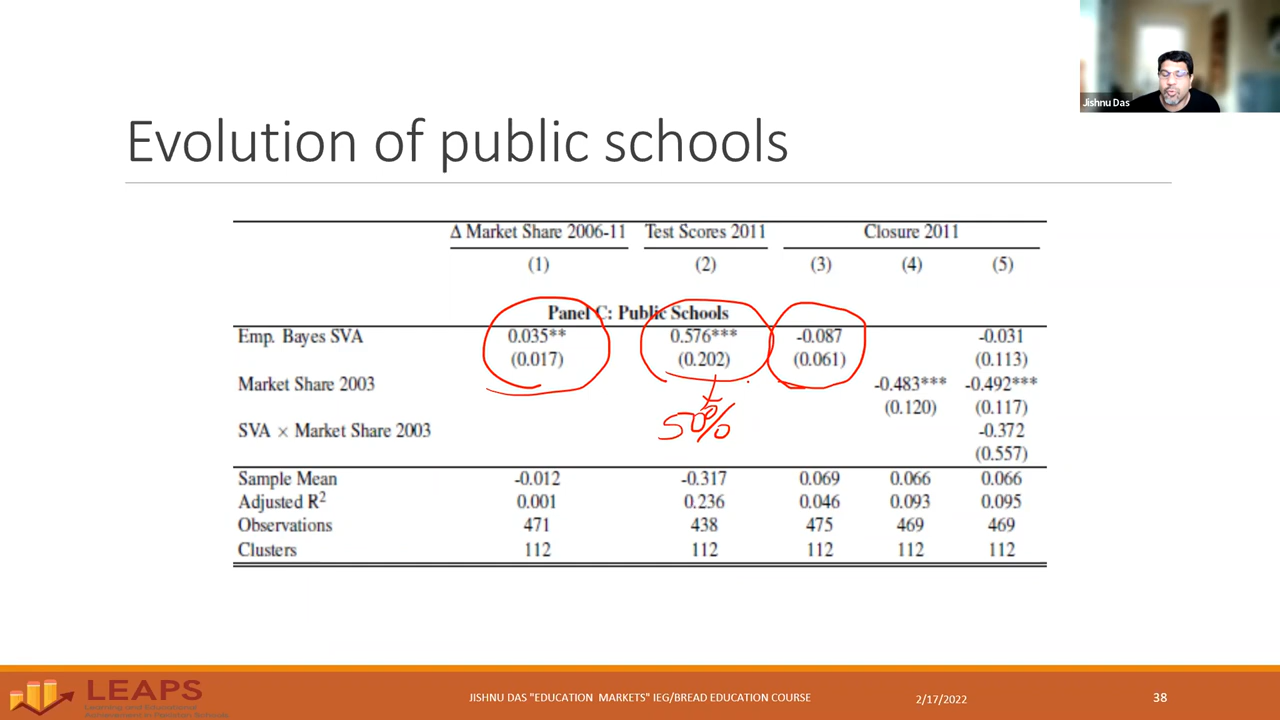 Jishnu Das
Evolution of public schools
Δ Market Share 2006-11 Test Scores 2011 Closure 2011
(1) (2) (3) (4) (5)
Panel C: Public Schools
Emp. Bayes SVA 0.035** 0.576*** -0.087 -0.031
(0.017) (0.202) (0.061) (0.113)
Market Share 2003 -0.483*** -0.492***
(0.120) (0.117)
50%
SVA × Market Share 2003 -0.372
(0.557)
Sample Mean -0.012 -0.317 0.069 0.066 0.066
Adjusted R² 0.001 0.236 0.046 0.093 0.095
Observations 471 438 475 469 469
Clusters 112 112 112 112 112
LEAPS
Learning and Educational
Achievement in Pakistan Schools
JISHNU DAS "EDUCATION MARKETS" IEG/BREAD EDUCATION COURSE
2/17/2022
38